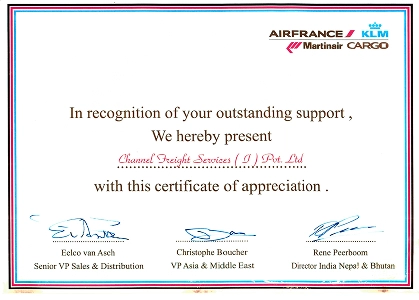 AIRFRANCE KLM
Martinair CARGO
In recognition of your outstanding support ,
We hereby present
Channel Freight Services ( I ) Pvt. Ltd
with this certificate of appreciation .
Eelco van Asch Christophe Boucher Rene Peerboom
Senior VP Sales & Distribution VP Asia & Middle East Director India Nepal & Bhutan